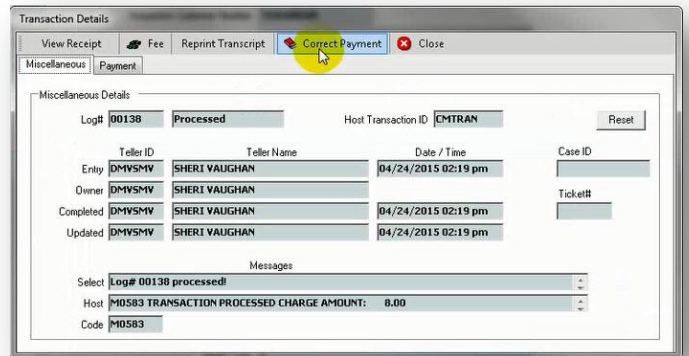 Transaction Details
View Receipt Fee Reprint Transcript Correct Payment Close
Miscellaneous Payment
Miscellaneous Details
Log# 00138 Processed Host Transaction ID CMTRAN Reset
Teller ID Teller Name Date / Time Case ID
Entry DMVSMV SHERI VAUGHAN 04/24/2015 02:19 pm
Owner DMVSMV SHERI VAUGHAN Ticket#
Completed DMVSMV SHERI VAUGHAN 04/24/2015 02:19 pm
Updated DMVSMV SHERI VAUGHAN 04/24/2015 02:19 pm
Messages
Select Log# 00138 processed!
Host M0583 TRANSACTION PROCESSED CHARGE AMOUNT: 8.00
Code M0583